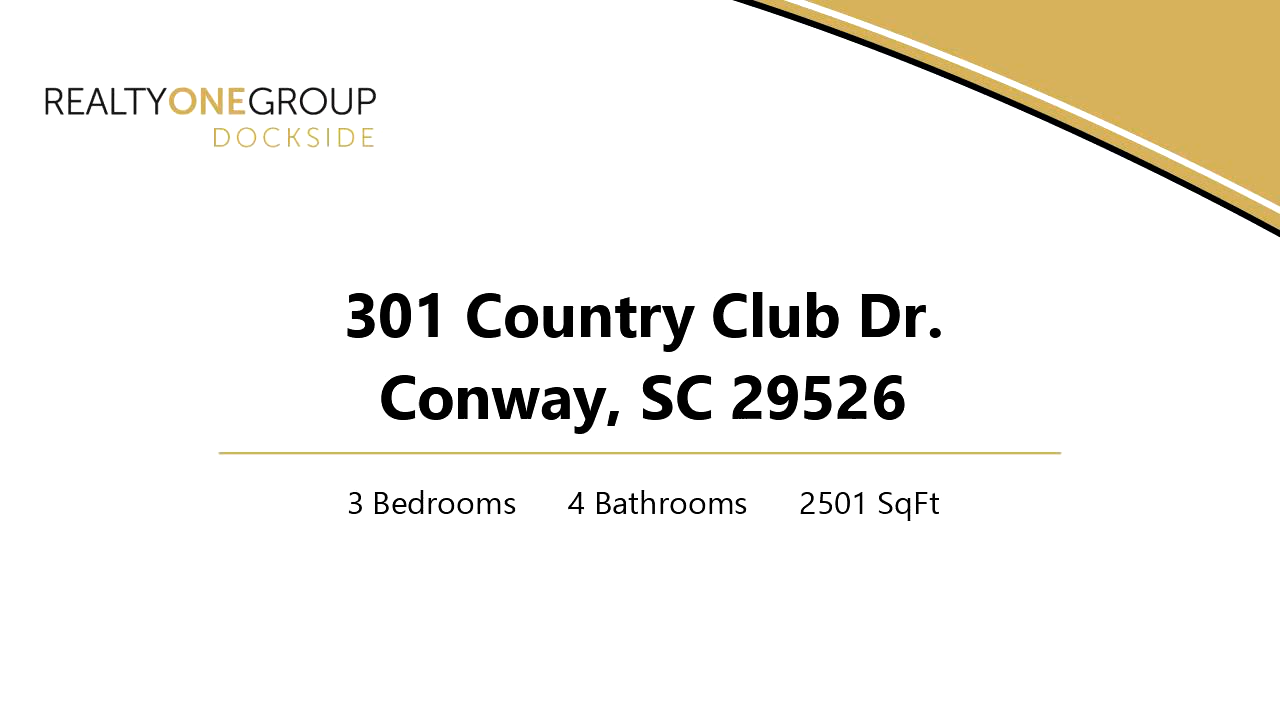 REALTYONEGROUP
DOCKSIDE
301 Country Club Dr.
Conway, SC 29526
3 Bedrooms 4 Bathrooms 2501 SqFt